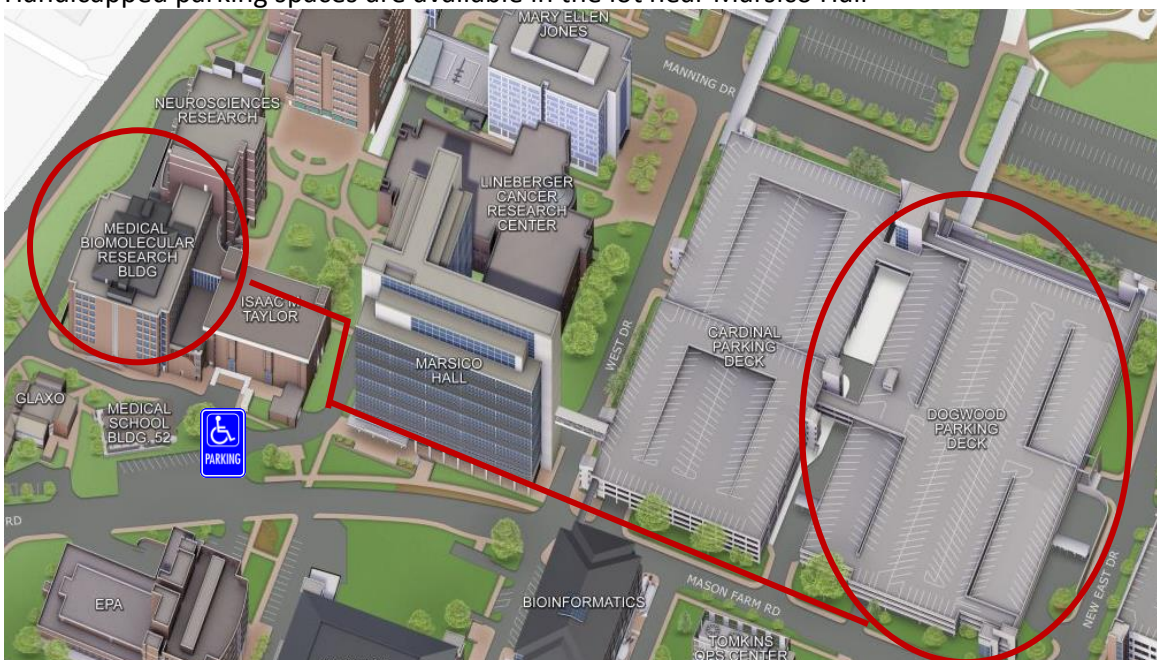 Handicapped parking spaces are available in the lot near Marsico Hall
MARY ELLEN
JONES
MANNING DR
NEUROSCIENCES
RESEARCH
LINEBERGER
CANCER
RESEARCH
CENTER
MEDICAL
BIOMOLECULAR
RESEARCH
BLDG
ISAAC M
TAYLOR
WEST DR
CARDINAL
PARKING
DECK
MARSICO
HALL
GLAXO
MEDICAL
SCHOOL
BLDG. 52
PARKING
DOGWOOD
PARKING
DECK
RD
EPA
BIOINFORMATICS
MASON FARM RD
NEW EAST DR
TOMKINS
OPS CENTER